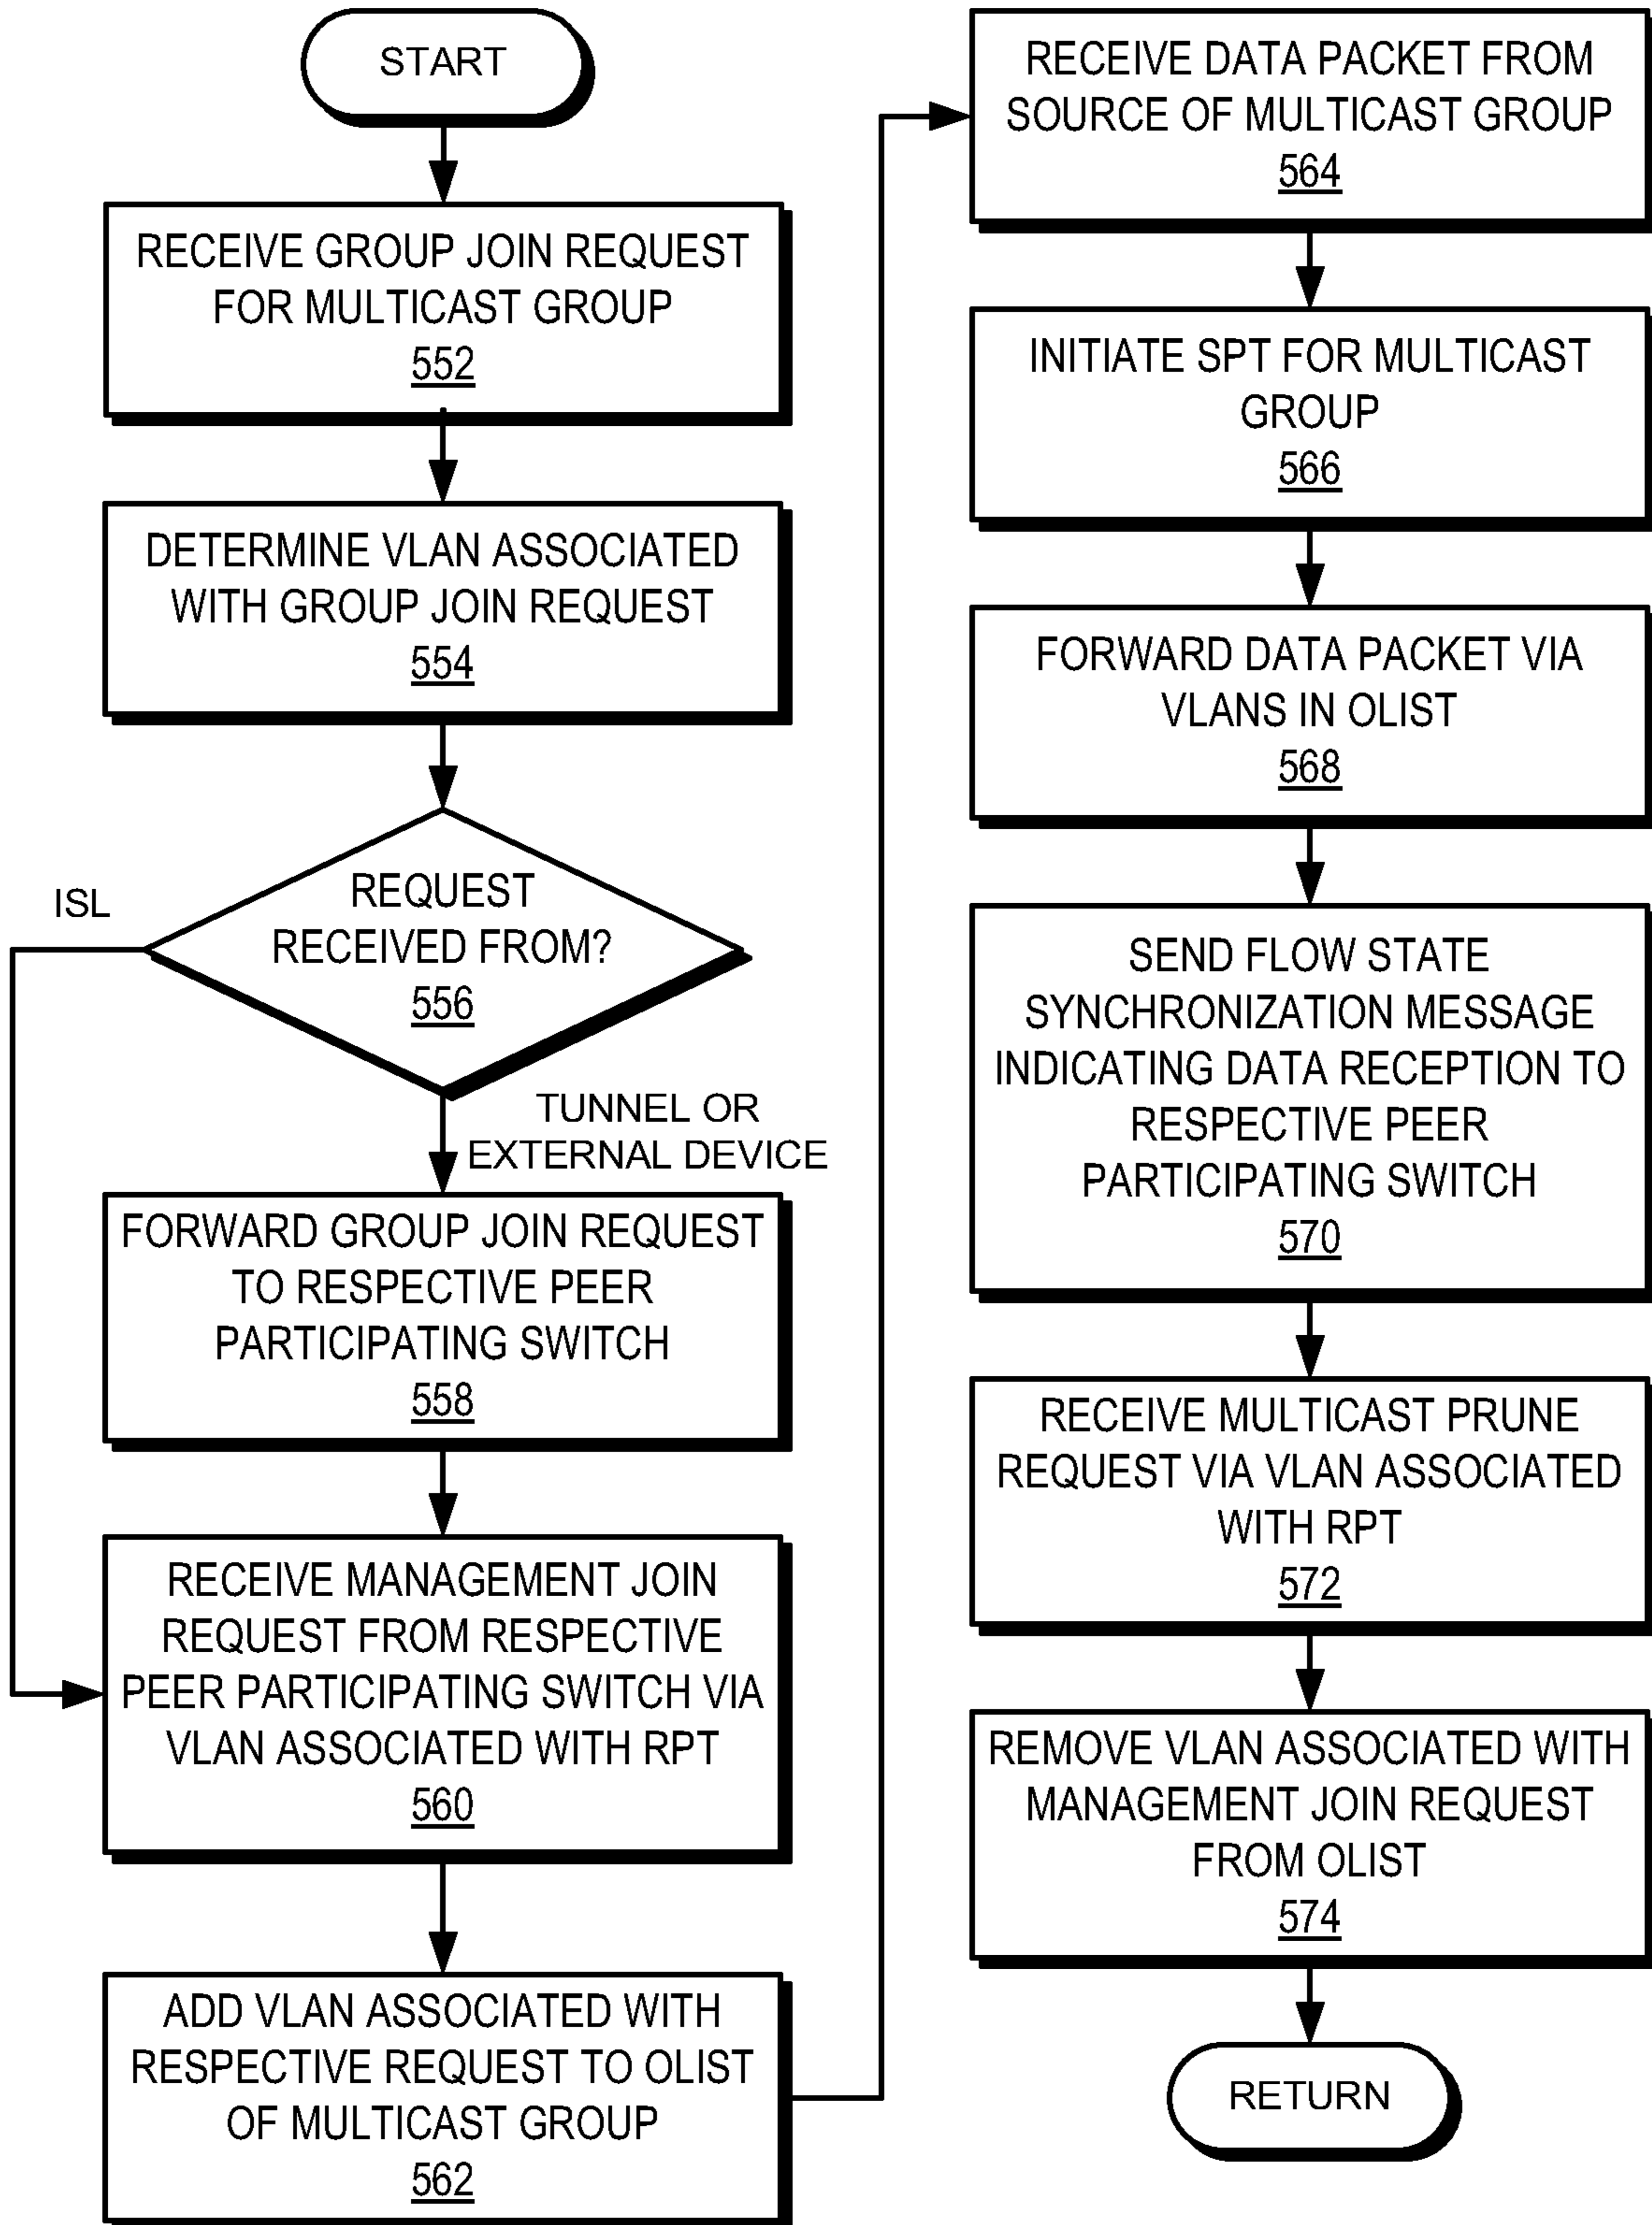 START
RECEIVE GROUP JOIN REQUEST
FOR MULTICAST GROUP
552
DETERMINE VLAN ASSOCIATED
WITH GROUP JOIN REQUEST
554
ISL
REQUEST
RECEIVED FROM?
556
TUNNEL OR
EXTERNAL DEVICE
FORWARD GROUP JOIN REQUEST
TO RESPECTIVE PEER
PARTICIPATING SWITCH
558
RECEIVE MANAGEMENT JOIN
REQUEST FROM RESPECTIVE
PEER PARTICIPATING SWITCH VIA
VLAN ASSOCIATED WITH RPT
560
ADD VLAN ASSOCIATED WITH
RESPECTIVE REQUEST TO OLIST
OF MULTICAST GROUP
562
RECEIVE DATA PACKET FROM
SOURCE OF MULTICAST GROUP
564
INITIATE SPT FOR MULTICAST
GROUP
566
FORWARD DATA PACKET VIA
VLANS IN OLIST
568
SEND FLOW STATE
SYNCHRONIZATION MESSAGE
INDICATING DATA RECEPTION TO
RESPECTIVE PEER
PARTICIPATING SWITCH
570
RECEIVE MULTICAST PRUNE
REQUEST VIA VLAN ASSOCIATED
WITH RPT
572
REMOVE VLAN ASSOCIATED WITH
MANAGEMENT JOIN REQUEST
FROM OLIST
574
RETURN